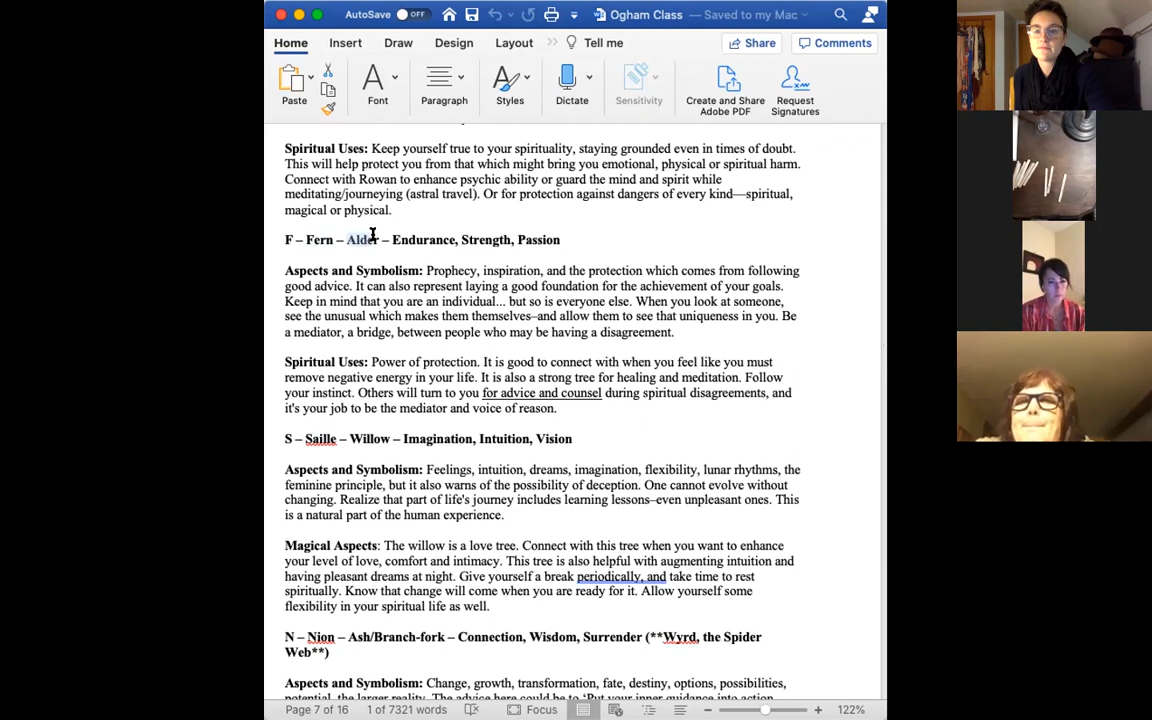 AutoSave OFF Ogham Class — Saved to my Mac
Home Insert Draw Design Layout Tell me Share Comments
Paste Font Paragraph Styles Dictate Sensitivity Create and Share Adobe PDF Request Signatures
Spiritual Uses: Keep yourself true to your spirituality, staying grounded even in times of doubt.
This will help protect you from that which might bring you emotional, physical or spiritual harm.
Connect with Rowan to enhance psychic ability or guard the mind and spirit while
meditating/journeying (astral travel). Or for protection against dangers of every kind—spiritual,
magical or physical.
F – Fern – Alder – Endurance, Strength, Passion
Aspects and Symbolism: Prophecy, inspiration, and the protection which comes from following
good advice. It can also represent laying a good foundation for the achievement of your goals.
Keep in mind that you are an individual... but so is everyone else. When you look at someone,
see the unusual which makes them themselves–and allow them to see that uniqueness in you. Be
a mediator, a bridge, between people who may be having a disagreement.
Spiritual Uses: Power of protection. It is good to connect with when you feel like you must
remove negative energy in your life. It is also a strong tree for healing and meditation. Follow
your instinct. Others will turn to you for advice and counsel during spiritual disagreements, and
it's your job to be the mediator and voice of reason.
S – Saille – Willow – Imagination, Intuition, Vision
Aspects and Symbolism: Feelings, intuition, dreams, imagination, flexibility, lunar rhythms, the
feminine principle, but it also warns of the possibility of deception. One cannot evolve without
changing. Realize that part of life's journey includes learning lessons–even unpleasant ones. This
is a natural part of the human experience.
Magical Aspects: The willow is a love tree. Connect with this tree when you want to enhance
your level of love, comfort and intimacy. This tree is also helpful with augmenting intuition and
having pleasant dreams at night. Give yourself a break periodically, and take time to rest
spiritually. Know that change will come when you are ready for it. Allow yourself some
flexibility in your spiritual life as well.
N – Nion – Ash/Branch-fork – Connection, Wisdom, Surrender (**Wyrd, the Spider
Web**)
Aspects and Symbolism: Change, growth, transformation, fate, destiny, options, possibilities,
potential, the larger reality. The advice here could be to 'Put your inner guidance into action
Page 7 of 16 1 of 7321 words Focus 122%